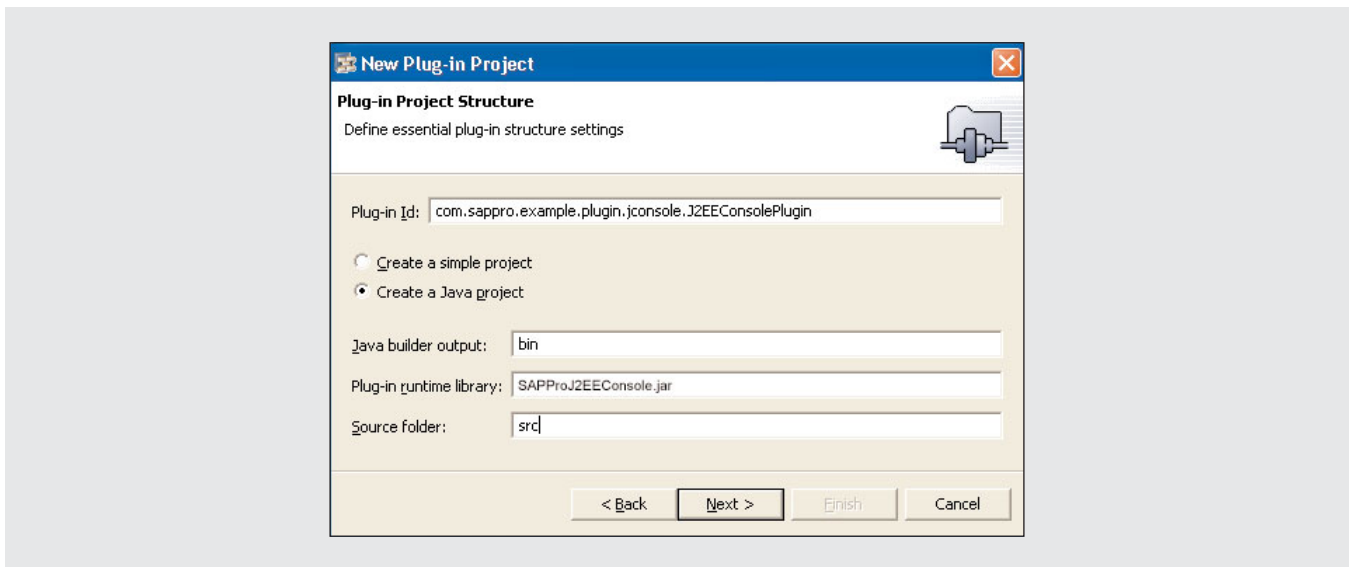 New Plug-in Project
Plug-in Project Structure
Define essential plug-in structure settings
Plug-in Id: com.sappro.example.plugin.jconsole.J2EEConsolePlugin
Create a simple project
Create a Java project
Java builder output: bin
Plug-in runtime library: SAPProJ2EEConsole.jar
Source folder: src
< Back Next > Finish Cancel